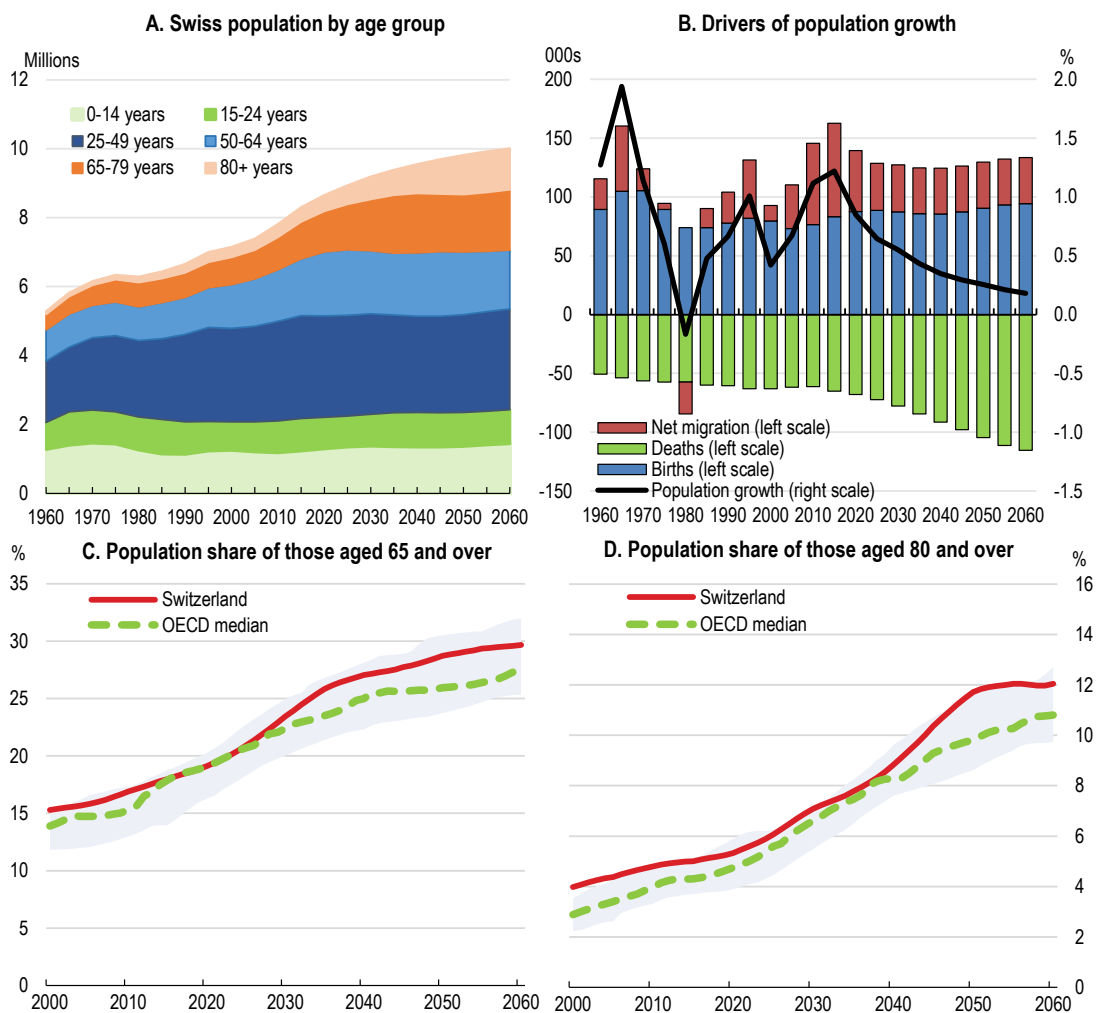 A. Swiss population by age group
Millions
12
10
8
6
4
2
0
0-14 years
15-24 years
25-49 years
50-64 years
65-79 years
80+ years
1960 1970 1980 1990 2000 2010 2020 2030 2040 2050 2060
B. Drivers of population growth
000s
%
200
150
100
50
0
-50
-100
-150
2.0
1.5
1.0
0.5
0.0
-0.5
-1.0
-1.5
Net migration (left scale)
Deaths (left scale)
Births (left scale)
Population growth (right scale)
1960 1970 1980 1990 2000 2010 2020 2030 2040 2050 2060
C. Population share of those aged 65 and over
%
35
30
25
20
15
10
5
0
Switzerland
OECD median
2000 2010 2020 2030 2040 2050 2060
D. Population share of those aged 80 and over
%
16
14
12
10
8
6
4
2
0
Switzerland
OECD median
2000 2010 2020 2030 2040 2050 2060